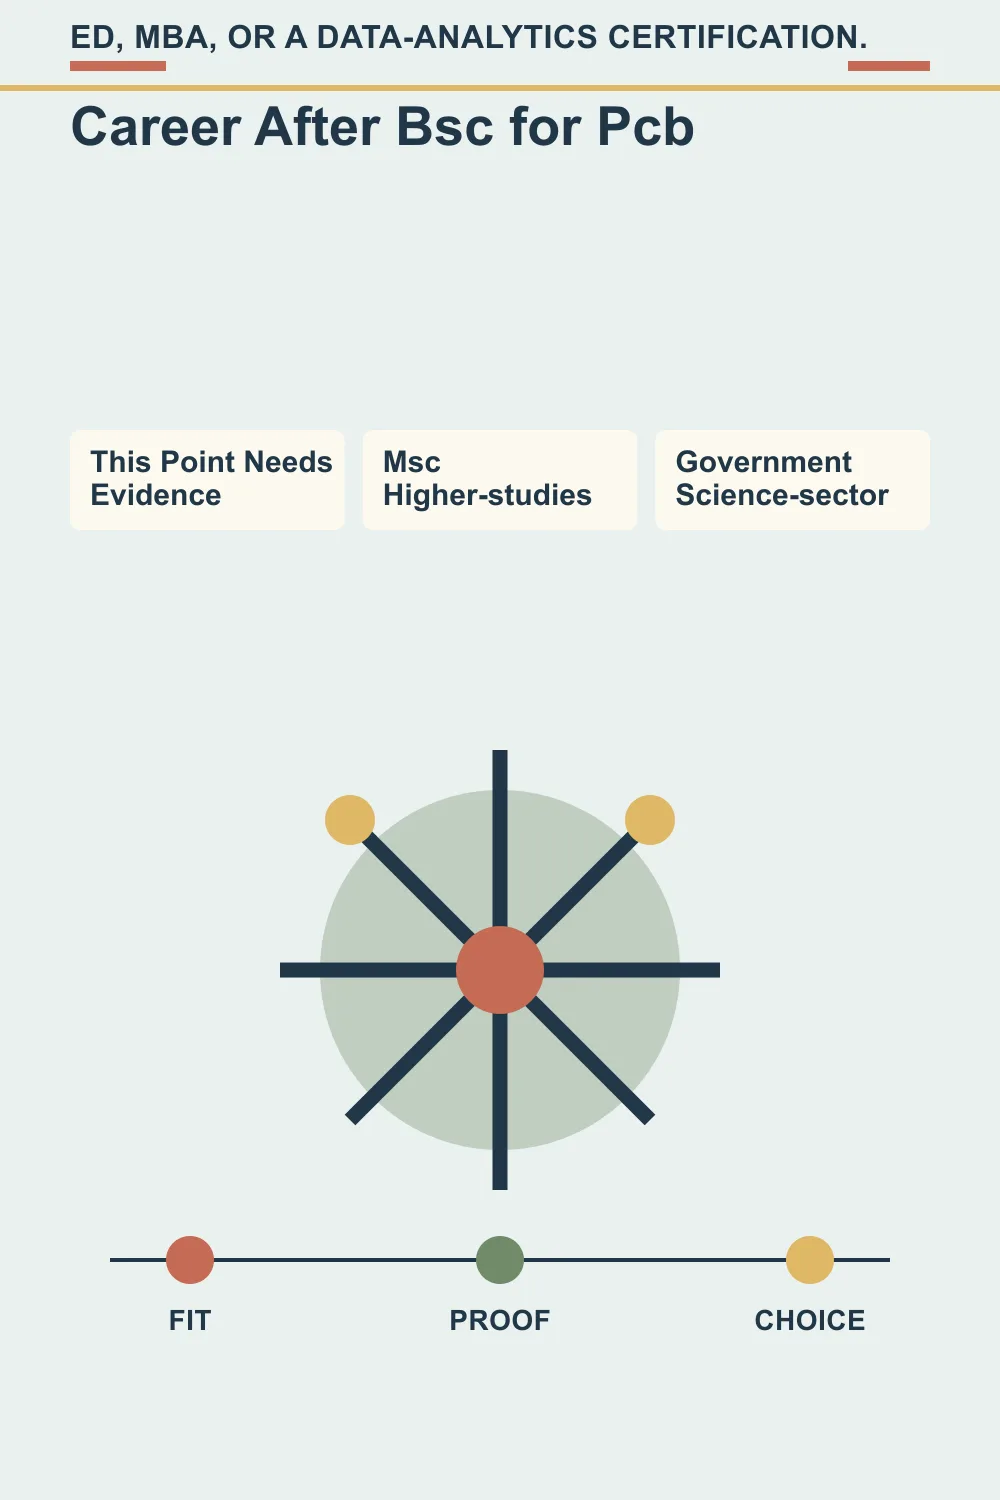 ED, MBA, OR A DATA-ANALYTICS CERTIFICATION.
Career After Bsc for Pcb
This Point Needs
Evidence
Msc
Higher-studies
Government
Science-sector
FIT
PROOF
CHOICE